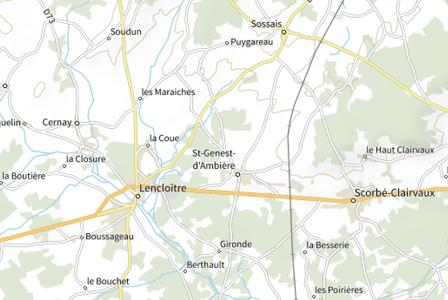 D73
Sossais
Soudun
Puygareau
les Maraiches
quelin
Cernay
la Coue
St-Genest-
d'Ambière
le Haut Clairvaux
la Closure
la Boutière
Lencloître
Scorbé-Clairvaux
Boussageau
Gironde
la Besserie
Berthault
le Bouchet
les Poirières